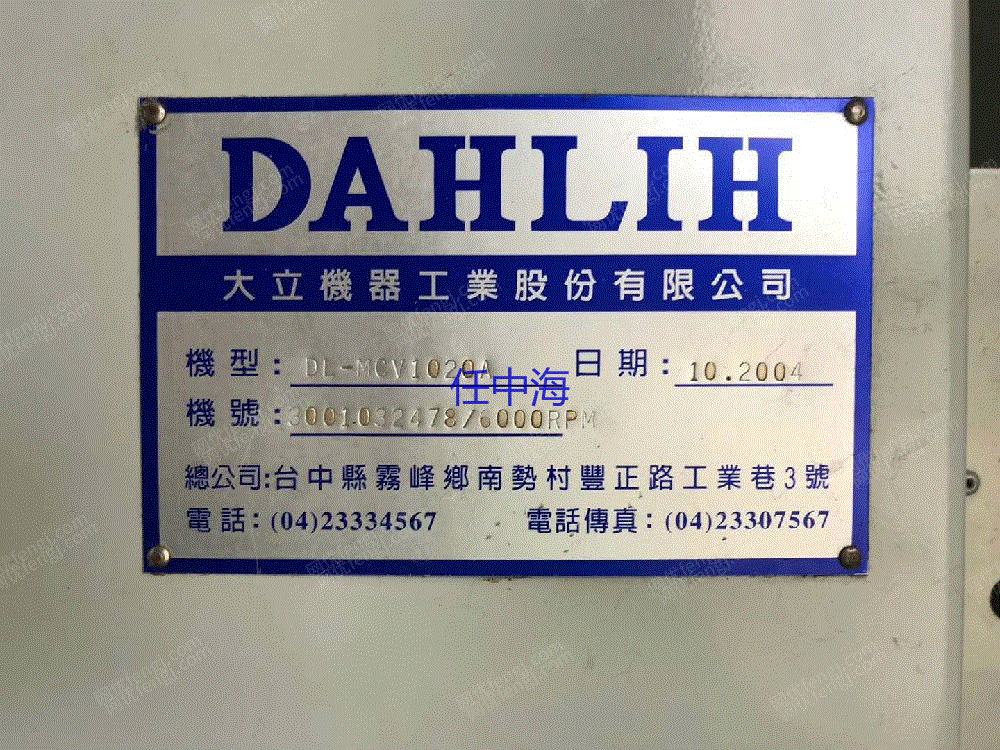 DAHLIH
大立機器工業股份有限公司
機型: DL-MCV1020A 日期: 10.2004
任中海
機號: 3001032478/6000RPM
總公司:台中縣霧峰鄉南勢村豐正路工業巷3號
電話: (04)23334567 電話傳真: (04)23307567